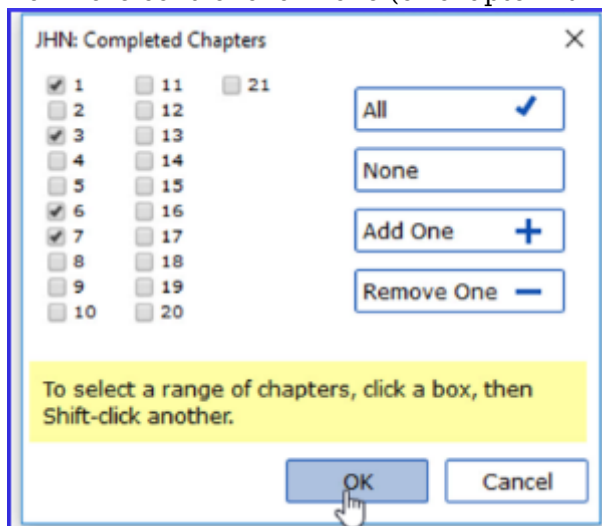 JHN: Completed Chapters
1 11 21
2 12
3 13
4 14
5 15
6 16
7 17
8 18
9 19
10 20
All
None
Add One
Remove One
To select a range of chapters, click a box, then
Shift-click another.
OK Cancel